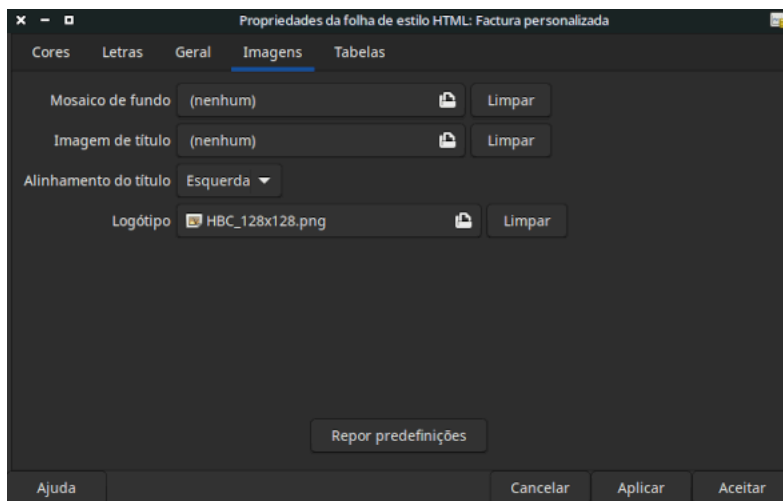 Propriedades da folha de estilo HTML: Factura personalizada
Cores Letras Geral Imagens Tabelas
Mosaico de fundo (nenhum) Limpar
Imagem de título (nenhum) Limpar
Alinhamento do título Esquerda
Logótipo HBC_128x128.png Limpar
Repor predefinições
Ajuda Cancelar Aplicar Aceitar